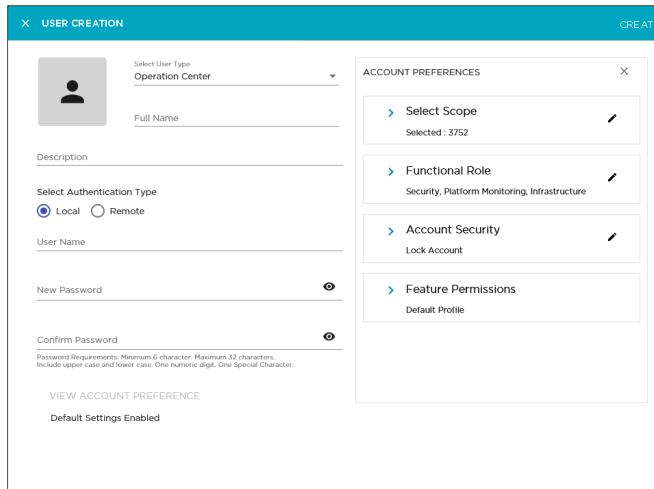 USER CREATION
CREAT
Select User Type
Operation Center
Full Name
Description
Select Authentication Type
Local Remote
User Name
New Password
Confirm Password
Password Requirements: Minimum 6 character. Maximum 32 characters.
Include upper case and lower case. One numeric digit. One Special Character.
VIEW ACCOUNT PREFERENCE
Default Settings Enabled
ACCOUNT PREFERENCES
Select Scope
Selected : 3752
Functional Role
Security, Platform Monitoring, Infrastructure
Account Security
Lock Account
Feature Permissions
Default Profile